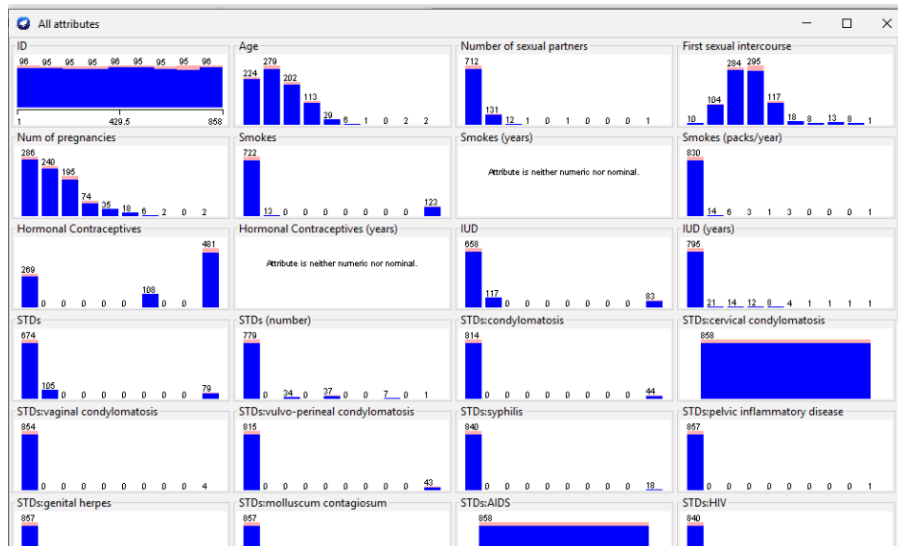 All attributes
ID Age Number of sexual partners First sexual intercourse
96 95 95 95 96 95 95 95 96
1 429.5 858
224 279 202 113 29 6 1 0 2 2
712 131 12 1 0 1 0 0 0 1
10 104 284 295 117 18 8 13 8 1
Num of pregnancies Smokes Smokes (years) Smokes (packs/year)
286 240 195 74 35 18 6 2 0 2
722 13 0 0 0 0 0 0 0 123
Attribute is neither numeric nor nominal.
830 14 6 3 1 3 0 0 0 1
Hormonal Contraceptives Hormonal Contraceptives (years) IUD IUD (years)
269 0 0 0 0 0 108 0 0 481
Attribute is neither numeric nor nominal.
658 117 0 0 0 0 0 0 0 83
795 21 14 12 8 4 1 1 1 1
STDs STDs (number) STDs:condylomatosis STDs:cervical condylomatosis
674 105 0 0 0 0 0 0 0 79
779 0 34 0 37 0 0 7 0 1
814 0 0 0 0 0 0 0 0 44
858
STDs:vaginal condylomatosis STDs:vulvo-perineal condylomatosis STDs:syphilis STDs:pelvic inflammatory disease
854 0 0 0 0 0 0 0 0 4
815 0 0 0 0 0 0 0 0 43
840 0 0 0 0 0 0 0 0 18
857 0 0 0 0 0 0 0 0 1
STDs:genital herpes STDs:molluscum contagiosum STDs:AIDS STDs:HIV
857 857 858 840